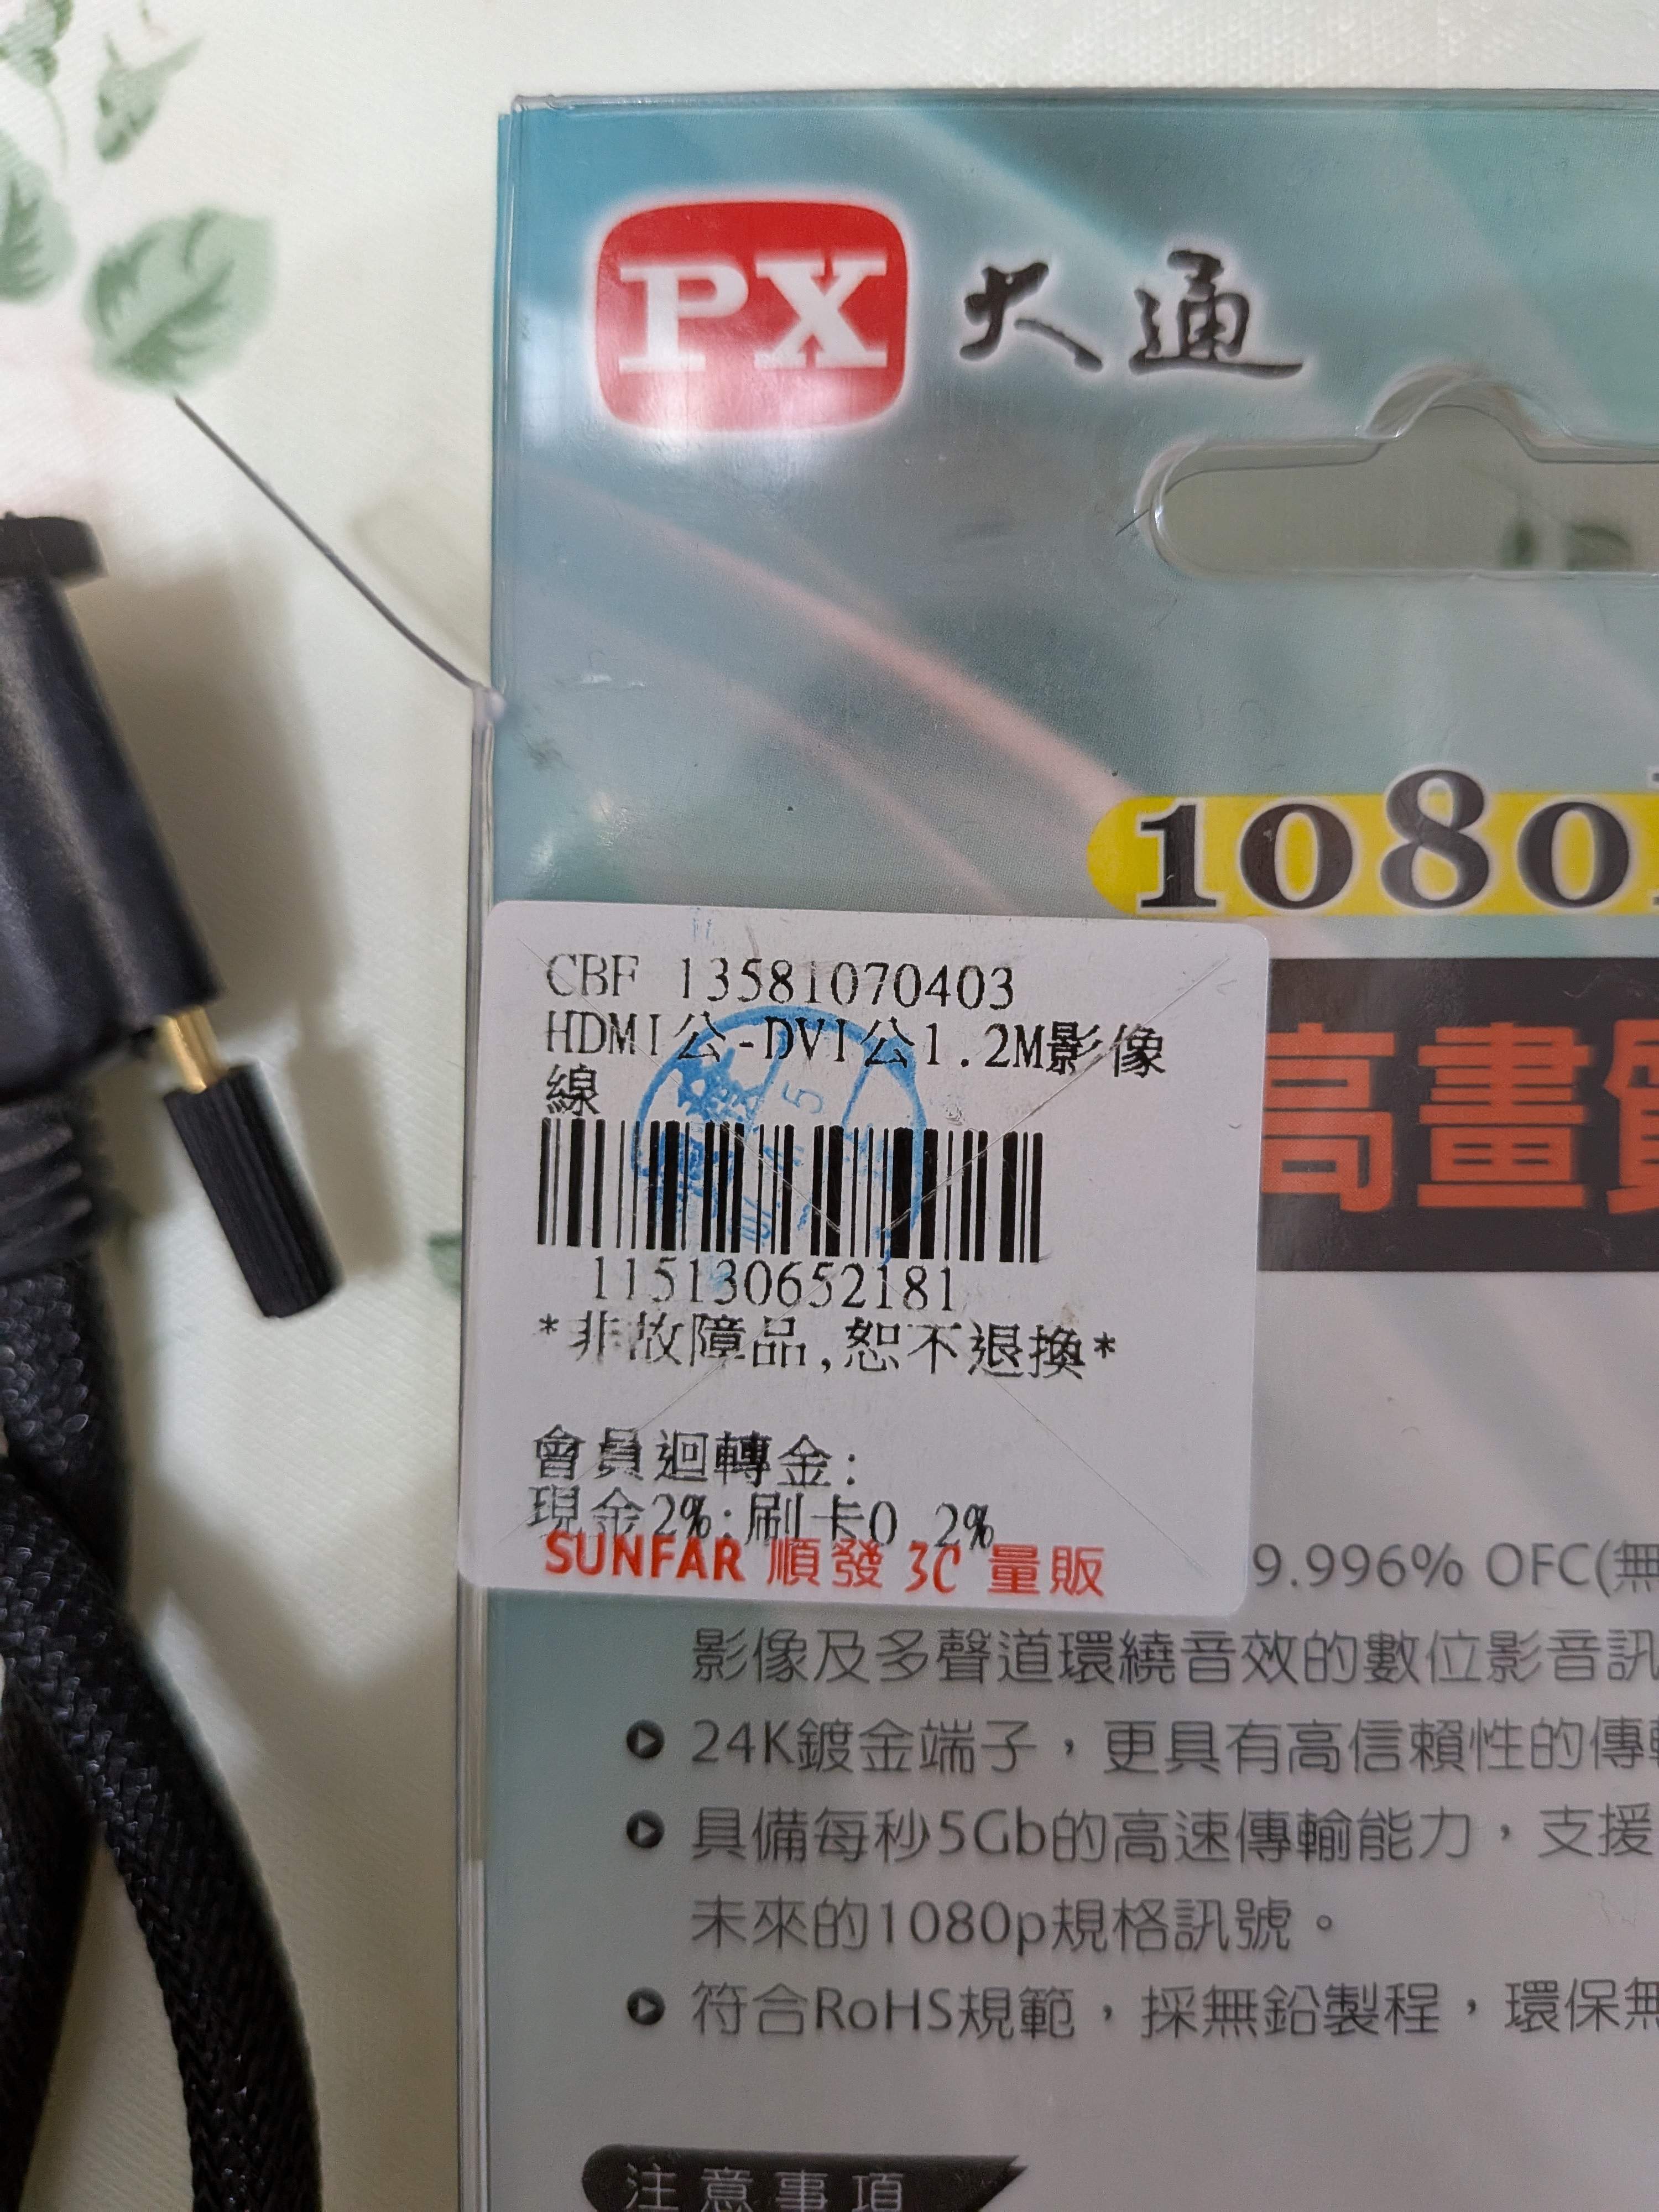 PX 大通
1080
高畫
CBF 13581070403
HDMI公-DVI公1.2M影像
線
115130652181
*非故障品,恕不退換*
會員迴轉金:
現金2%:刷卡0.2%
SUNFAR 順發 3C 量販
9.996% OFC(無
影像及多聲道環繞音效的數位影音訊
24K鍍金端子，更具有高信賴性的傳
具備每秒5Gb的高速傳輸能力，支援
未來的1080p規格訊號。
符合RoHS規範，採無鉛製程，環保無
注意事項